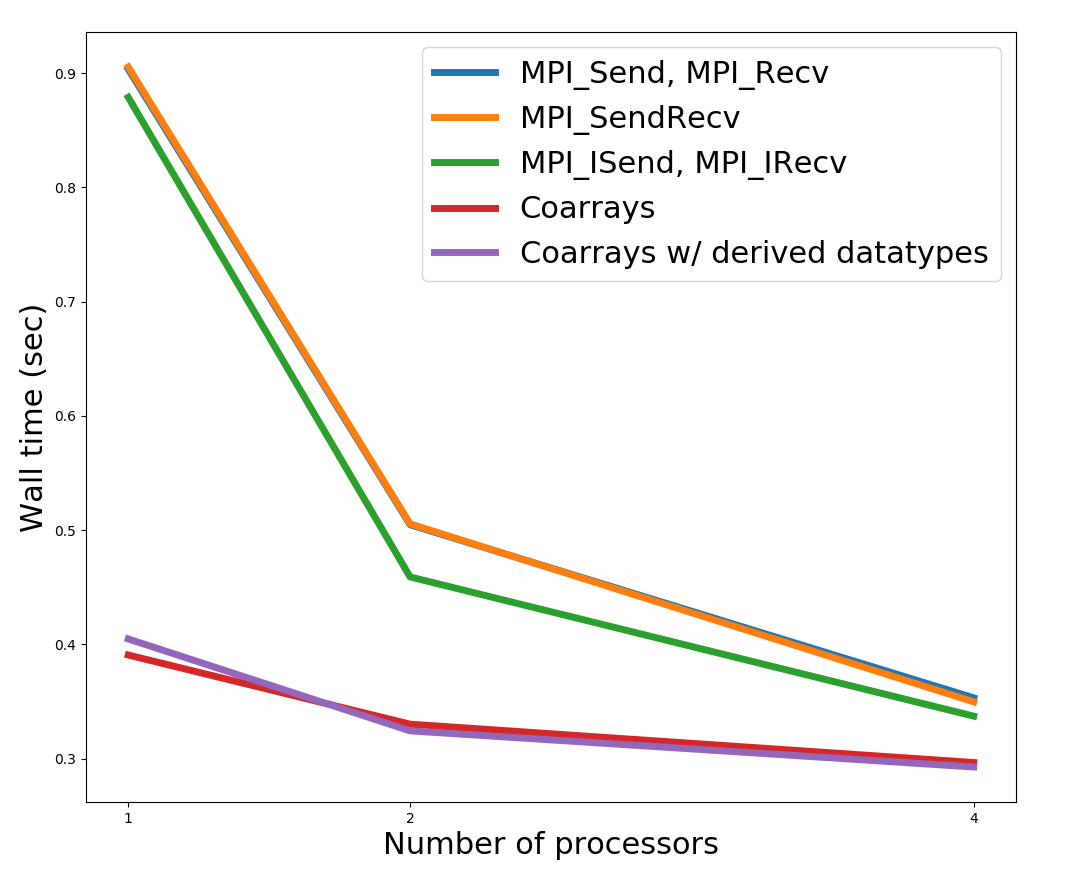 0.9
0.8
0.7
0.6
0.5
0.4
0.3
Wall time (sec)
MPI_Send, MPI_Recv
MPI_SendRecv
MPI_ISend, MPI_IRecv
Coarrays
Coarrays w/ derived datatypes
1 2 4
Number of processors